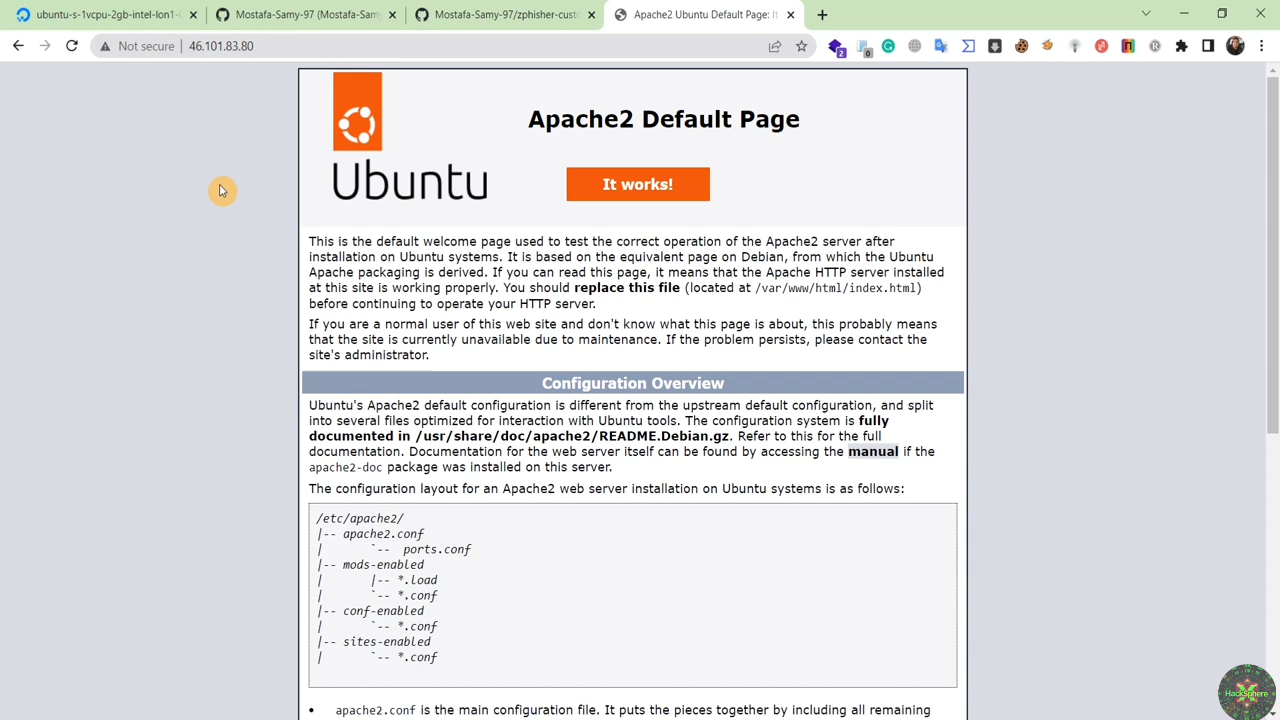 ubuntu-s-1vcpu-2gb-intel-lon1-
Mostafa-Samy-97 (Mostafa-Samy-
Mostafa-Samy-97/zphisher-cust
Apache2 Ubuntu Default Page: It
Not secure
46.101.83.80
2
0
Apache2 Default Page
Ubuntu
It works!
This is the default welcome page used to test the correct operation of the Apache2 server after
installation on Ubuntu systems. It is based on the equivalent page on Debian, from which the Ubuntu
Apache packaging is derived. If you can read this page, it means that the Apache HTTP server installed
at this site is working properly. You should replace this file (located at /var/www/html/index.html)
before continuing to operate your HTTP server.
If you are a normal user of this web site and don't know what this page is about, this probably means
that the site is currently unavailable due to maintenance. If the problem persists, please contact the
site's administrator.
Configuration Overview
Ubuntu's Apache2 default configuration is different from the upstream default configuration, and split
into several files optimized for interaction with Ubuntu tools. The configuration system is fully
documented in /usr/share/doc/apache2/README.Debian.gz. Refer to this for the full
documentation. Documentation for the web server itself can be found by accessing the manual if the
apache2-doc package was installed on this server.
The configuration layout for an Apache2 web server installation on Ubuntu systems is as follows:
/etc/apache2/
|-- apache2.conf
|       `--  ports.conf
|-- mods-enabled
|       |-- *.load
|       `-- *.conf
|-- conf-enabled
|       `-- *.conf
|-- sites-enabled
|       `-- *.conf
• apache2.conf is the main configuration file. It puts the pieces together by including all remaining
HackSphere